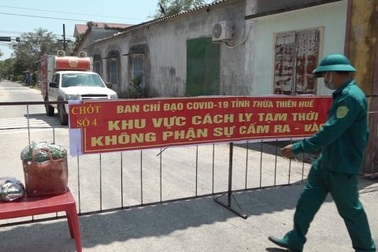 CHỐT
SỐ 4
BAN CHỈ ĐẠO COVID-19 TỈNH THỪA THIÊN HUẾ
KHU VỰC CÁCH LY TẠM THỜI
KHÔNG PHẬN SỰ CẤM RA - VÀO